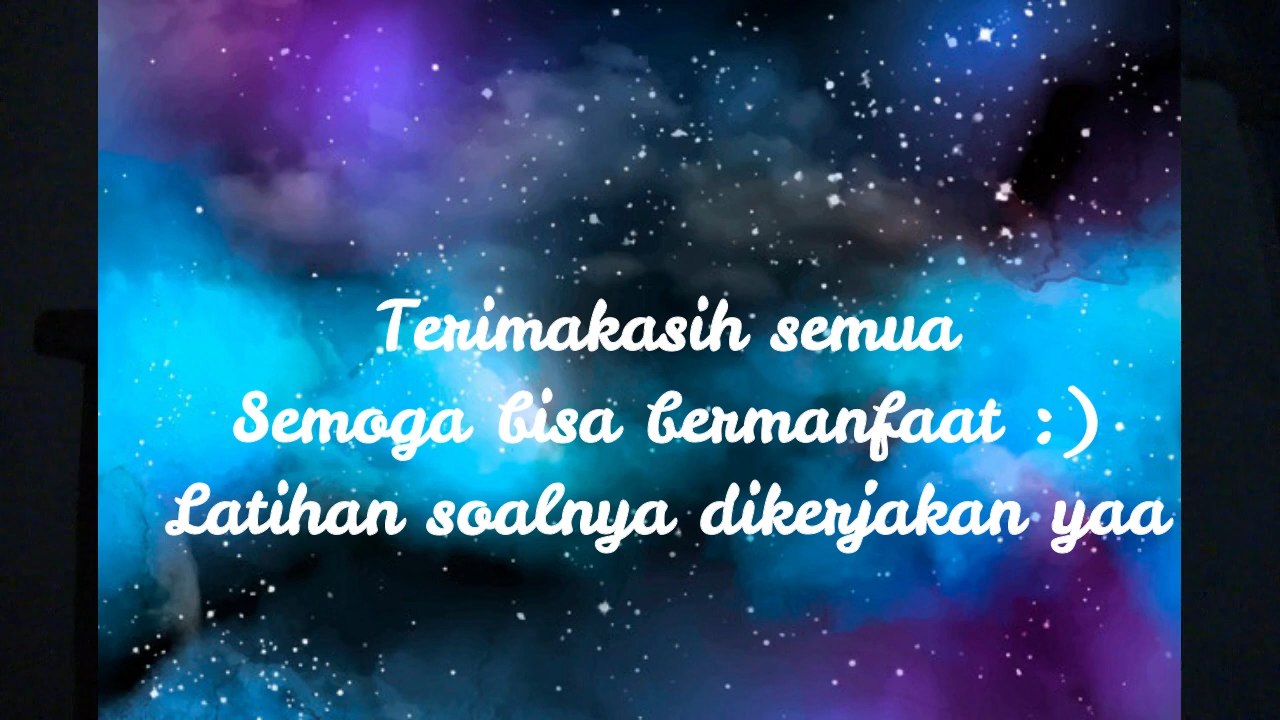 Terimakasih semua
Semoga bisa bermanfaat :)
Latihan soalnya dikerjakan yaa